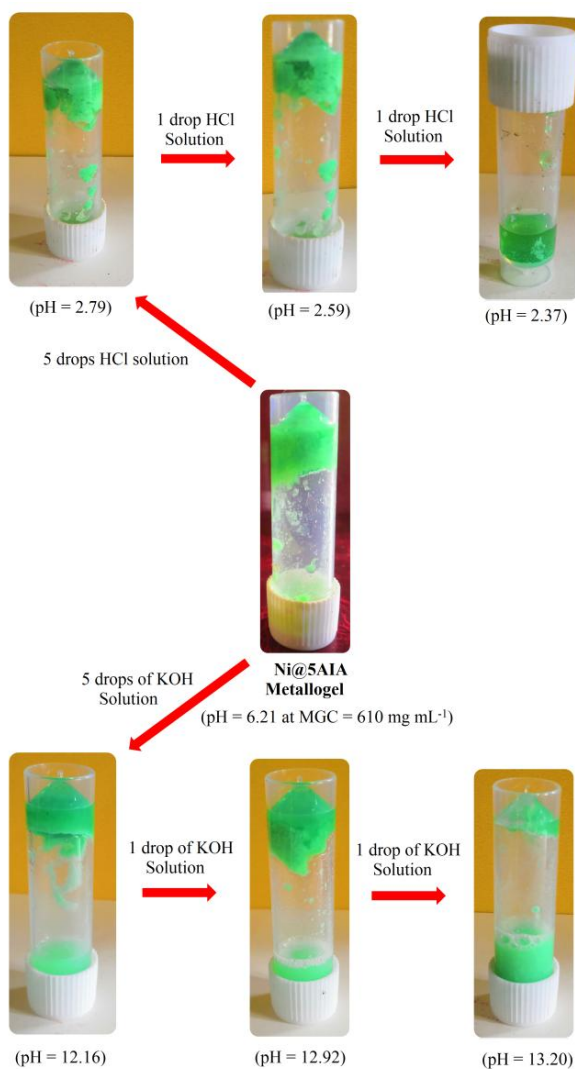 1 drop HCl
Solution
1 drop HCl
Solution
(pH = 2.79)
(pH = 2.59)
(pH = 2.37)
5 drops HCl solution
Ni@5AIA
Metallogel
(pH = 6.21 at MGC = 610 mg mL⁻¹)
5 drops of KOH
Solution
1 drop of KOH
Solution
1 drop of KOH
Solution
(pH = 12.16)
(pH = 12.92)
(pH = 13.20)